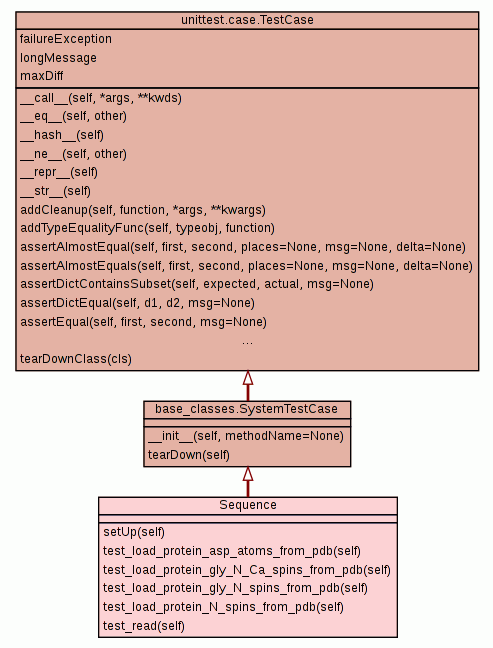 unittest.case.TestCase
failureException
longMessage
maxDiff
__call__(self, *args, **kwds)
__eq__(self, other)
__hash__(self)
__ne__(self, other)
__repr__(self)
__str__(self)
addCleanup(self, function, *args, **kwargs)
addTypeEqualityFunc(self, typeobj, function)
assertAlmostEqual(self, first, second, places=None, msg=None, delta=None)
assertAlmostEquals(self, first, second, places=None, msg=None, delta=None)
assertDictContainsSubset(self, expected, actual, msg=None)
assertDictEqual(self, d1, d2, msg=None)
assertEqual(self, first, second, msg=None)
...
tearDownClass(cls)
base_classes.SystemTestCase
__init__(self, methodName=None)
tearDown(self)
Sequence
setUp(self)
test_load_protein_asp_atoms_from_pdb(self)
test_load_protein_gly_N_Ca_spins_from_pdb(self)
test_load_protein_gly_N_spins_from_pdb(self)
test_load_protein_N_spins_from_pdb(self)
test_read(self)